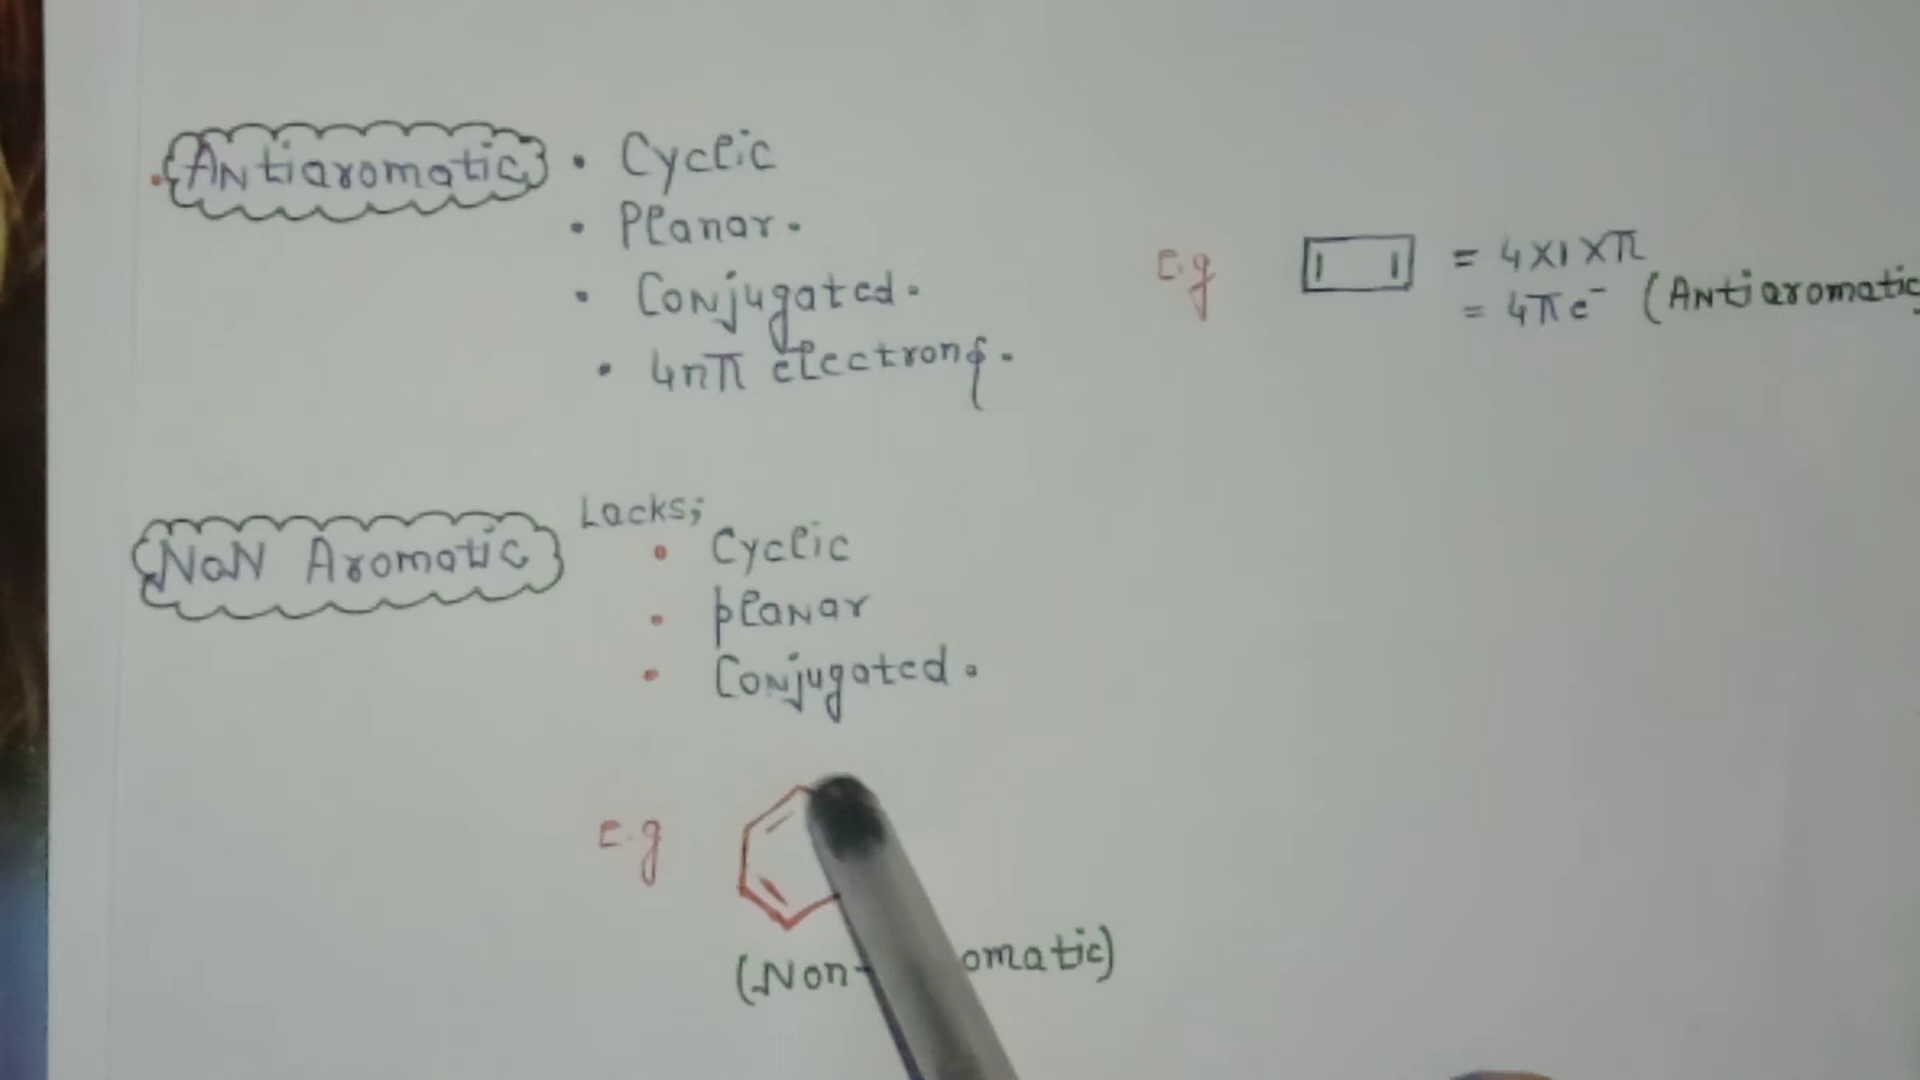 Antiaromatic • Cyclic
• Planar.
• Conjugated.
• 4nπ electrons.
E.g = 4x1xπ
= 4πe⁻ (Antiaromatic
Non Aromatic Lacks;
• Cyclic
• planar
• Conjugated.
E.g
(Non- omatic)